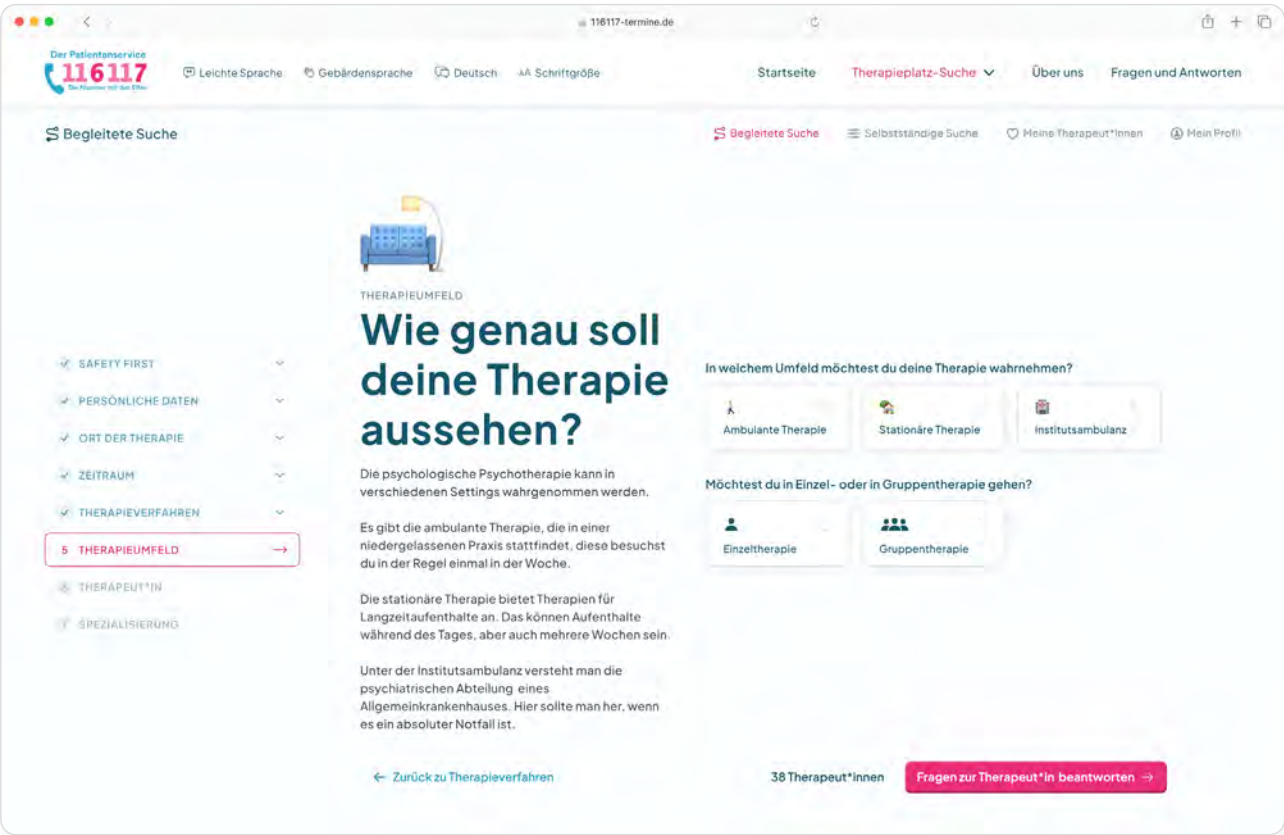 116117-termine.de
Der Patientenservice
116117
Die Nummer mit den Elfen
Leichte Sprache Gebärdensprache Deutsch AA Schriftgröße
Startseite Therapieplatz-Suche Über uns Fragen und Antworten
Begleitete Suche
Begleitete Suche Selbstständige Suche Meine Therapeut*innen Mein Profil
SAFETY FIRST
PERSÖNLICHE DATEN
ORT DER THERAPIE
ZEITRAUM
THERAPIEVERFAHREN
5 THERAPIEUMFELD →
6 THERAPEUT*IN
7 SPEZIALISIERUNG
THERAPIEUMFELD
Wie genau soll
deine Therapie
aussehen?
Die psychologische Psychotherapie kann in
verschiedenen Settings wahrgenommen werden.
Es gibt die ambulante Therapie, die in einer
niedergelassenen Praxis stattfindet, diese besuchst
du in der Regel einmal in der Woche.
Die stationäre Therapie bietet Therapien für
Langzeitaufenthalte an. Das können Aufenthalte
während des Tages, aber auch mehrere Wochen sein.
Unter der Institutsambulanz versteht man die
psychiatrischen Abteilung eines
Allgemeinkrankenhauses. Hier sollte man her, wenn
es ein absoluter Notfall ist.
In welchem Umfeld möchtest du deine Therapie wahrnehmen?
Ambulante Therapie
Stationäre Therapie
Institutsambulanz
Möchtest du in Einzel- oder in Gruppentherapie gehen?
Einzeltherapie
Gruppentherapie
← Zurück zu Therapieverfahren
38 Therapeut*innen
Fragen zur Therapeut*in beantworten →